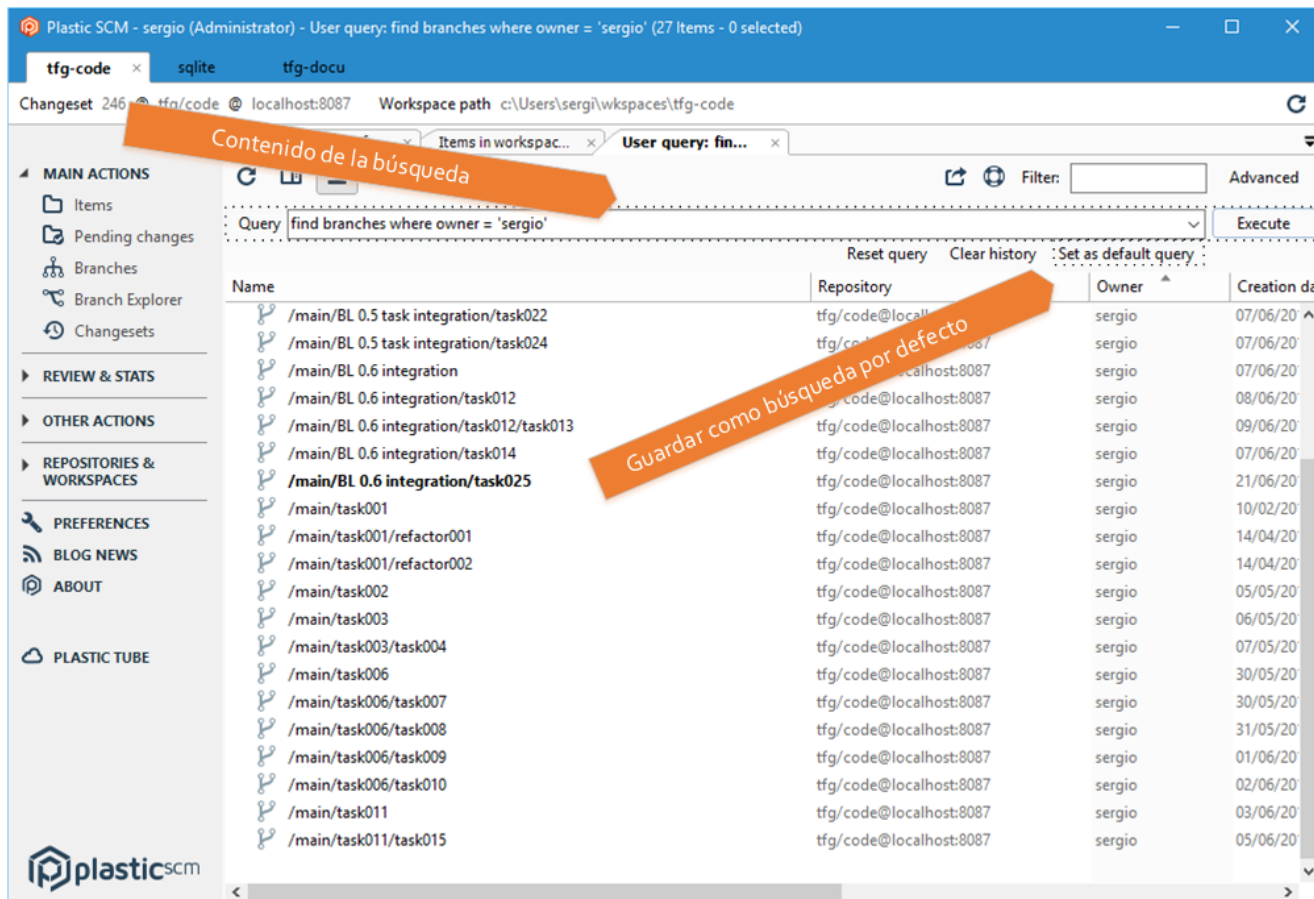 Plastic SCM - sergio (Administrator) - User query: find branches where owner = 'sergio' (27 Items - 0 selected)
tfg-code
sqlite
tfg-docu
Changeset 246 @ tfg/code @ localhost:8087 Workspace path c:\Users\sergi\wkspaces\tfg-code
Contenido de la búsqueda
Items in workspac...
User query: fin...
MAIN ACTIONS
Items
Pending changes
Branches
Branch Explorer
Changesets
REVIEW & STATS
OTHER ACTIONS
REPOSITORIES &
WORKSPACES
PREFERENCES
BLOG NEWS
ABOUT
PLASTIC TUBE
plasticscm
Filter: Advanced
Query find branches where owner = 'sergio' Execute
Reset query Clear history Set as default query
Guardar como búsqueda por defecto
Name Repository Owner Creation da
/main/BL 0.5 task integration/task022 sergio 07/06/20
/main/BL 0.5 task integration/task024 sergio 07/06/20
/main/BL 0.6 integration sergio 07/06/20
/main/BL 0.6 integration/task012 sergio 08/06/20
/main/BL 0.6 integration/task012/task013 sergio 09/06/20
/main/BL 0.6 integration/task014 tfg/code@localhost:8087 sergio 07/06/20
/main/BL 0.6 integration/task025 tfg/code@localhost:8087 sergio 21/06/20
/main/task001 tfg/code@localhost:8087 sergio 10/02/20
/main/task001/refactor001 tfg/code@localhost:8087 sergio 14/04/20
/main/task001/refactor002 tfg/code@localhost:8087 sergio 14/04/20
/main/task002 tfg/code@localhost:8087 sergio 05/05/20
/main/task003 tfg/code@localhost:8087 sergio 06/05/20
/main/task003/task004 tfg/code@localhost:8087 sergio 07/05/20
/main/task006 tfg/code@localhost:8087 sergio 30/05/20
/main/task006/task007 tfg/code@localhost:8087 sergio 30/05/20
/main/task006/task008 tfg/code@localhost:8087 sergio 31/05/20
/main/task006/task009 tfg/code@localhost:8087 sergio 01/06/20
/main/task006/task010 tfg/code@localhost:8087 sergio 02/06/20
/main/task011 tfg/code@localhost:8087 sergio 03/06/20
/main/task011/task015 tfg/code@localhost:8087 sergio 05/06/20